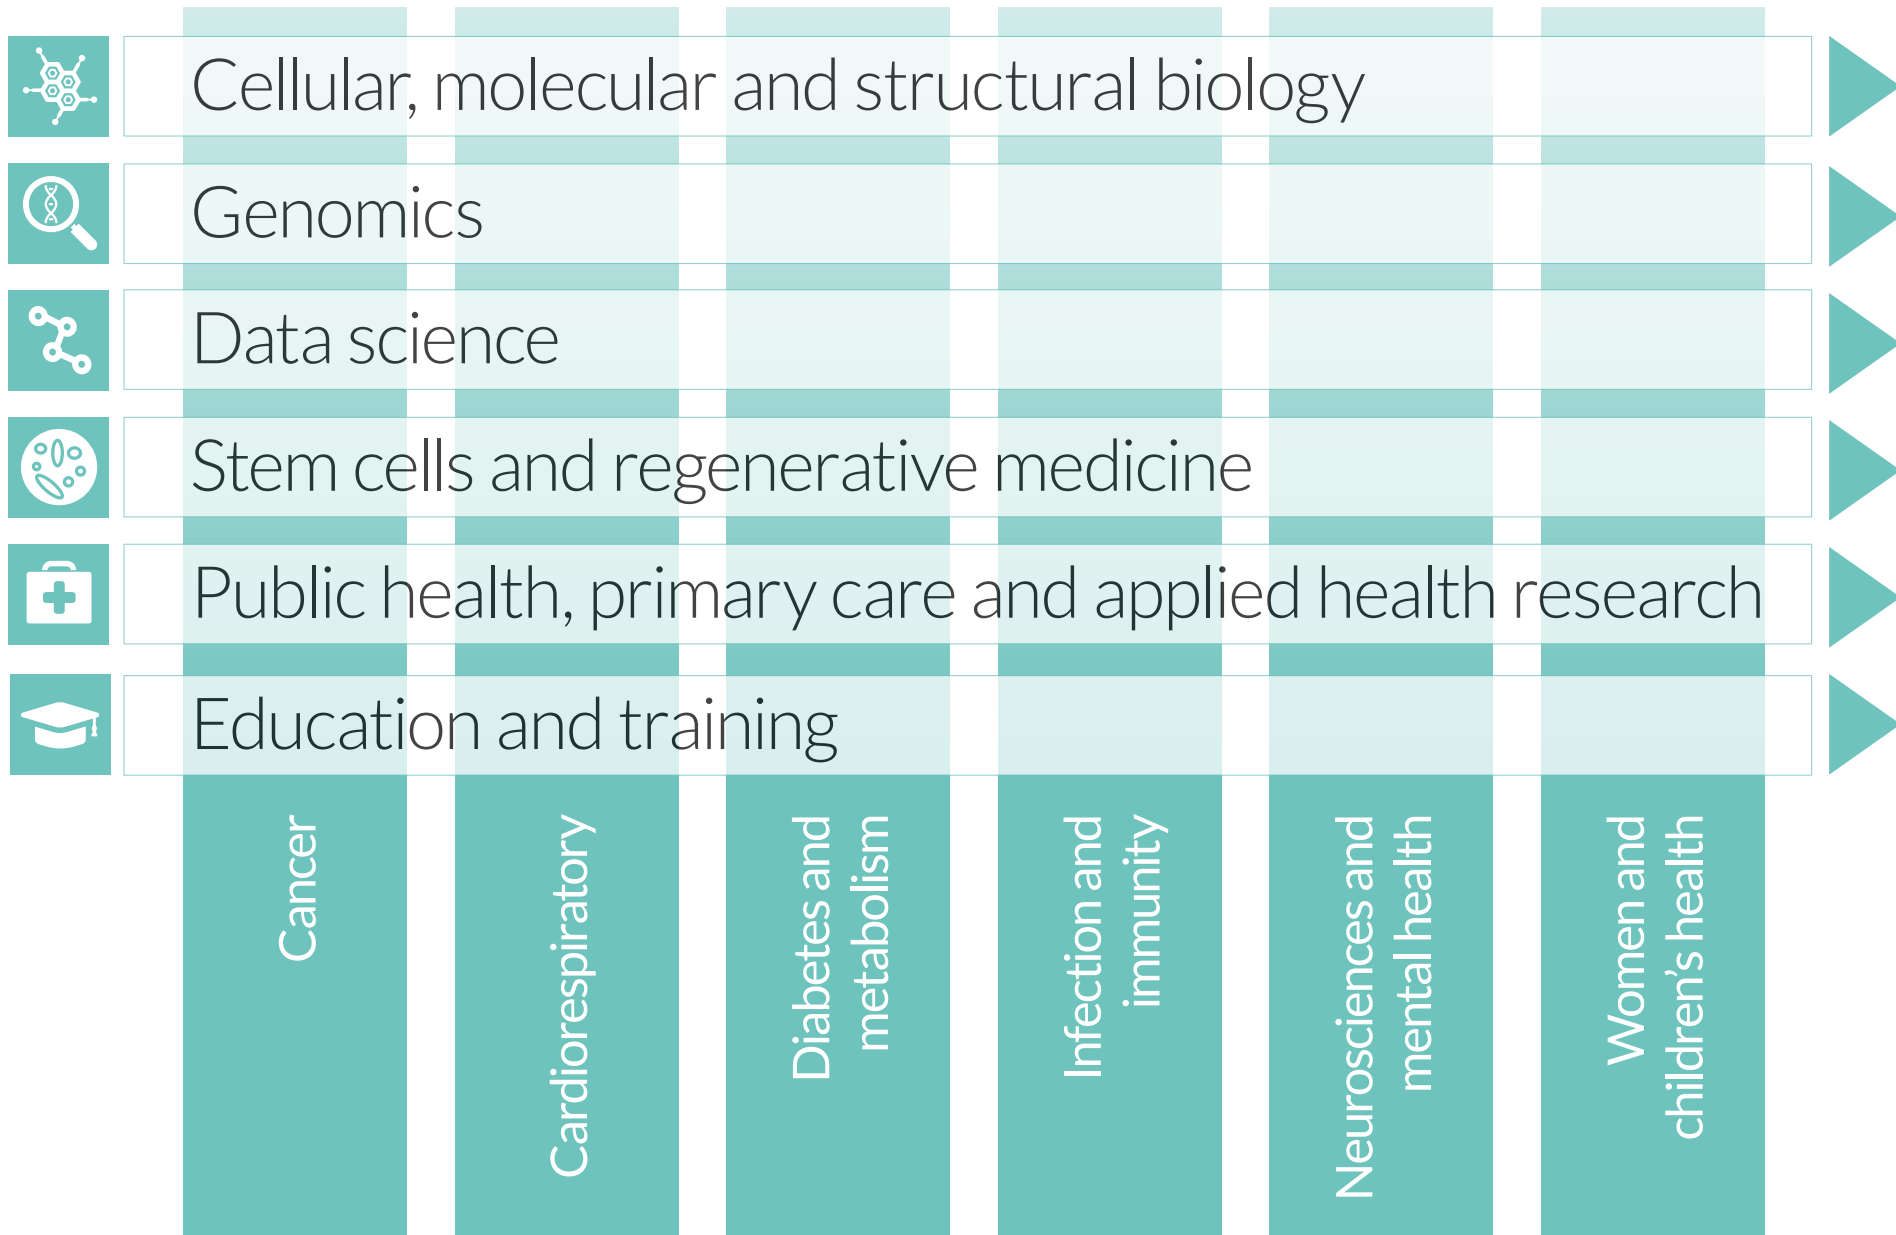 Cellular, molecular and structural biology
Genomics
Data science
Stem cells and regenerative medicine
Public health, primary care and applied health research
Education and training
Cancer
Cardiorespiratory
Diabetes and
metabolism
Infection and
immunity
Neurosciences and
mental health
Women and
children’s health